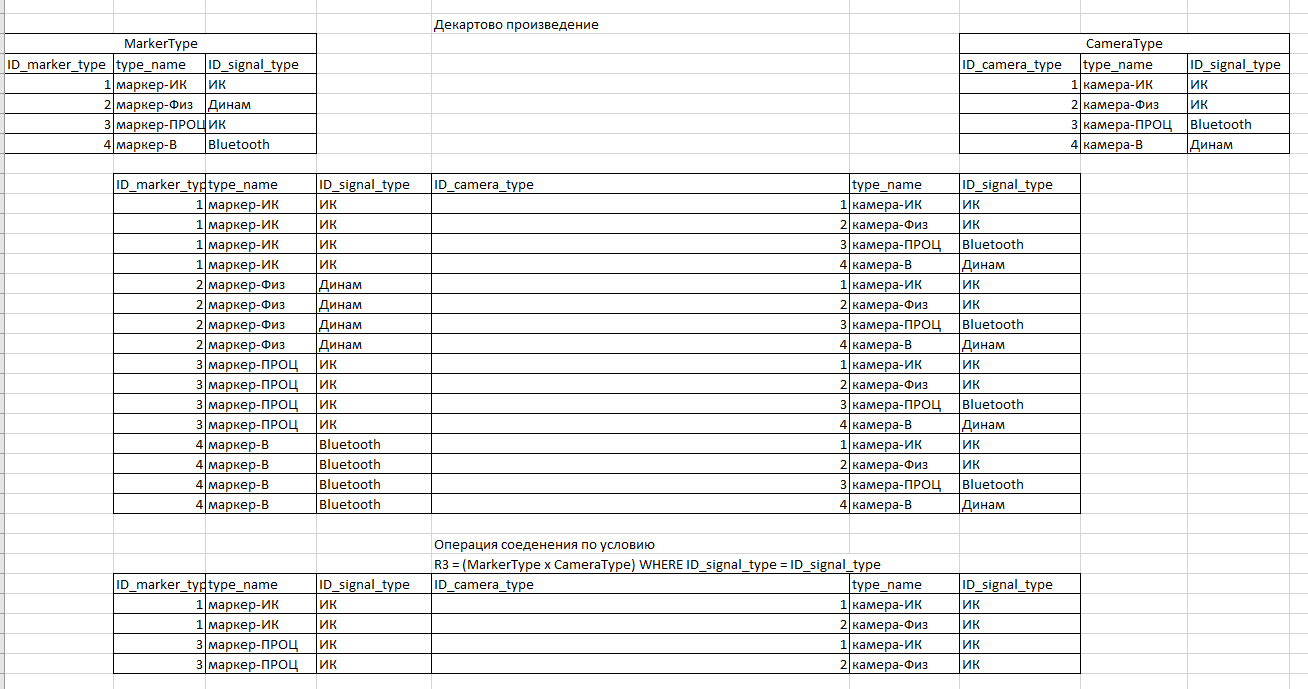 Декартово произведение
MarkerType CameraType
ID_marker_type type_name ID_signal_type ID_camera_type type_name ID_signal_type
1 маркер-ИК ИК 1 камера-ИК ИК
2 маркер-Физ Динам 2 камера-Физ ИК
3 маркер-ПРОЦ ИК 3 камера-ПРОЦ Bluetooth
4 маркер-В Bluetooth 4 камера-В Динам
ID_marker_typ type_name ID_signal_type ID_camera_type type_name ID_signal_type
1 маркер-ИК ИК 1 камера-ИК ИК
1 маркер-ИК ИК 2 камера-Физ ИК
1 маркер-ИК ИК 3 камера-ПРОЦ Bluetooth
1 маркер-ИК ИК 4 камера-В Динам
2 маркер-Физ Динам 1 камера-ИК ИК
2 маркер-Физ Динам 2 камера-Физ ИК
2 маркер-Физ Динам 3 камера-ПРОЦ Bluetooth
2 маркер-Физ Динам 4 камера-В Динам
3 маркер-ПРОЦ ИК 1 камера-ИК ИК
3 маркер-ПРОЦ ИК 2 камера-Физ ИК
3 маркер-ПРОЦ ИК 3 камера-ПРОЦ Bluetooth
3 маркер-ПРОЦ ИК 4 камера-В Динам
4 маркер-В Bluetooth 1 камера-ИК ИК
4 маркер-В Bluetooth 2 камера-Физ ИК
4 маркер-В Bluetooth 3 камера-ПРОЦ Bluetooth
4 маркер-В Bluetooth 4 камера-В Динам
Операция соеденения по условию
R3 = (MarkerType x CameraType) WHERE ID_signal_type = ID_signal_type
ID_marker_typ type_name ID_signal_type ID_camera_type type_name ID_signal_type
1 маркер-ИК ИК 1 камера-ИК ИК
1 маркер-ИК ИК 2 камера-Физ ИК
3 маркер-ПРОЦ ИК 1 камера-ИК ИК
3 маркер-ПРОЦ ИК 2 камера-Физ ИК